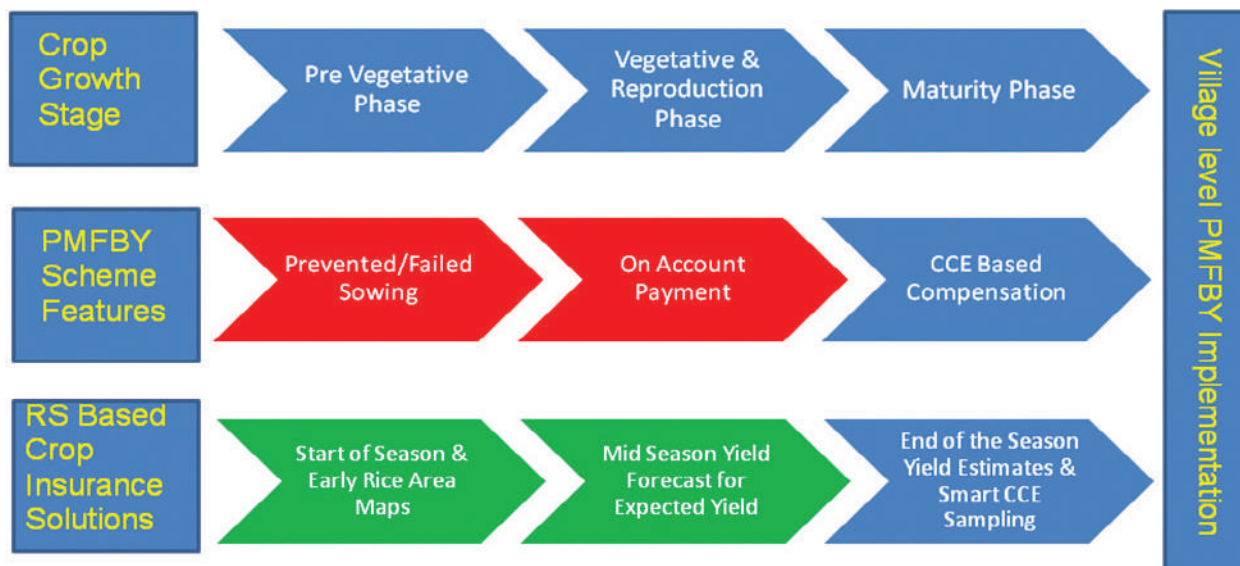 Crop
Growth
Stage
Pre Vegetative
Phase
Vegetative &
Reproduction
Phase
Maturity Phase
PMFBY
Scheme
Features
Prevented/Failed
Sowing
On Account
Payment
CCE Based
Compensation
RS Based
Crop
Insurance
Solutions
Start of Season &
Early Rice Area
Maps
Mid Season Yield
Forecast for
Expected Yield
End of the Season
Yield Estimates &
Smart CCE
Sampling
Village level PMFBY Implementation